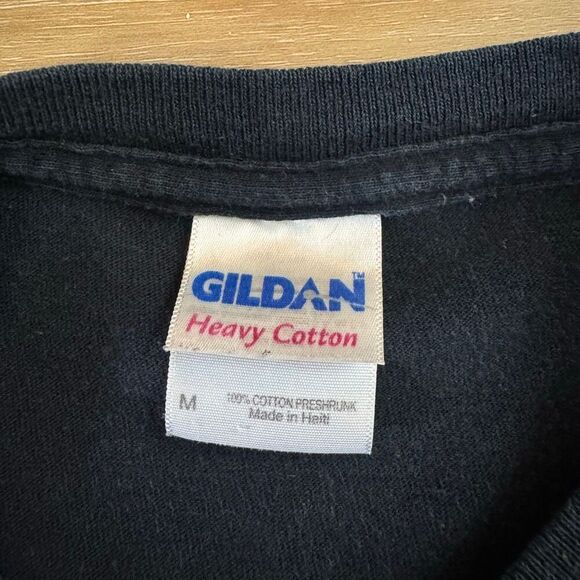 GILDAN™
Heavy Cotton
M
100% COTTON PRESHRUNK
Made in Haiti